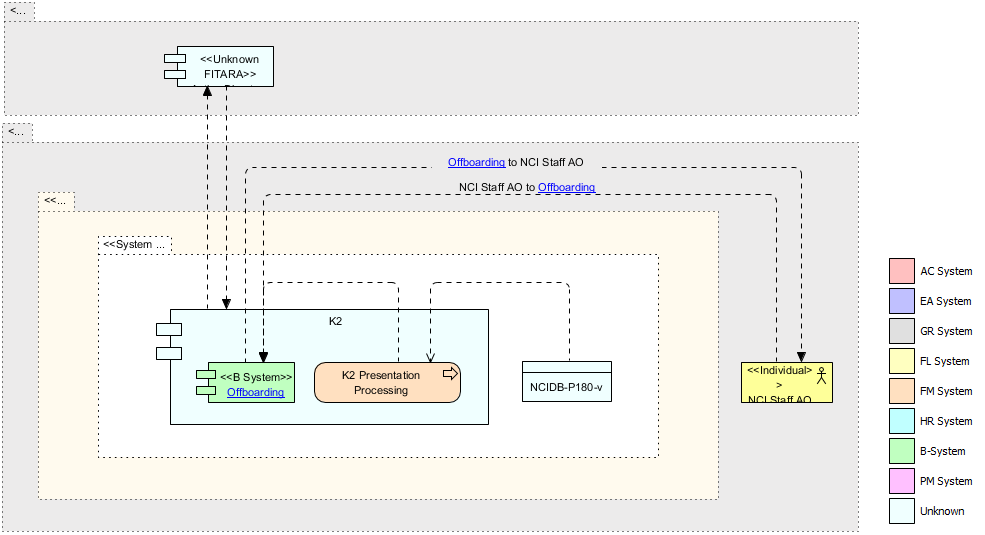 <...
<<Unknown
FITARA>>
<...
Offboarding to NCI Staff AO
NCI Staff AO to Offboarding
<<...
<<System ...
K2
<<B System>>
Offboarding
K2 Presentation
Processing
NCIDB-P180-v
<<Individual>
>
NCI Staff AO
AC System
EA System
GR System
FL System
FM System
HR System
B-System
PM System
Unknown